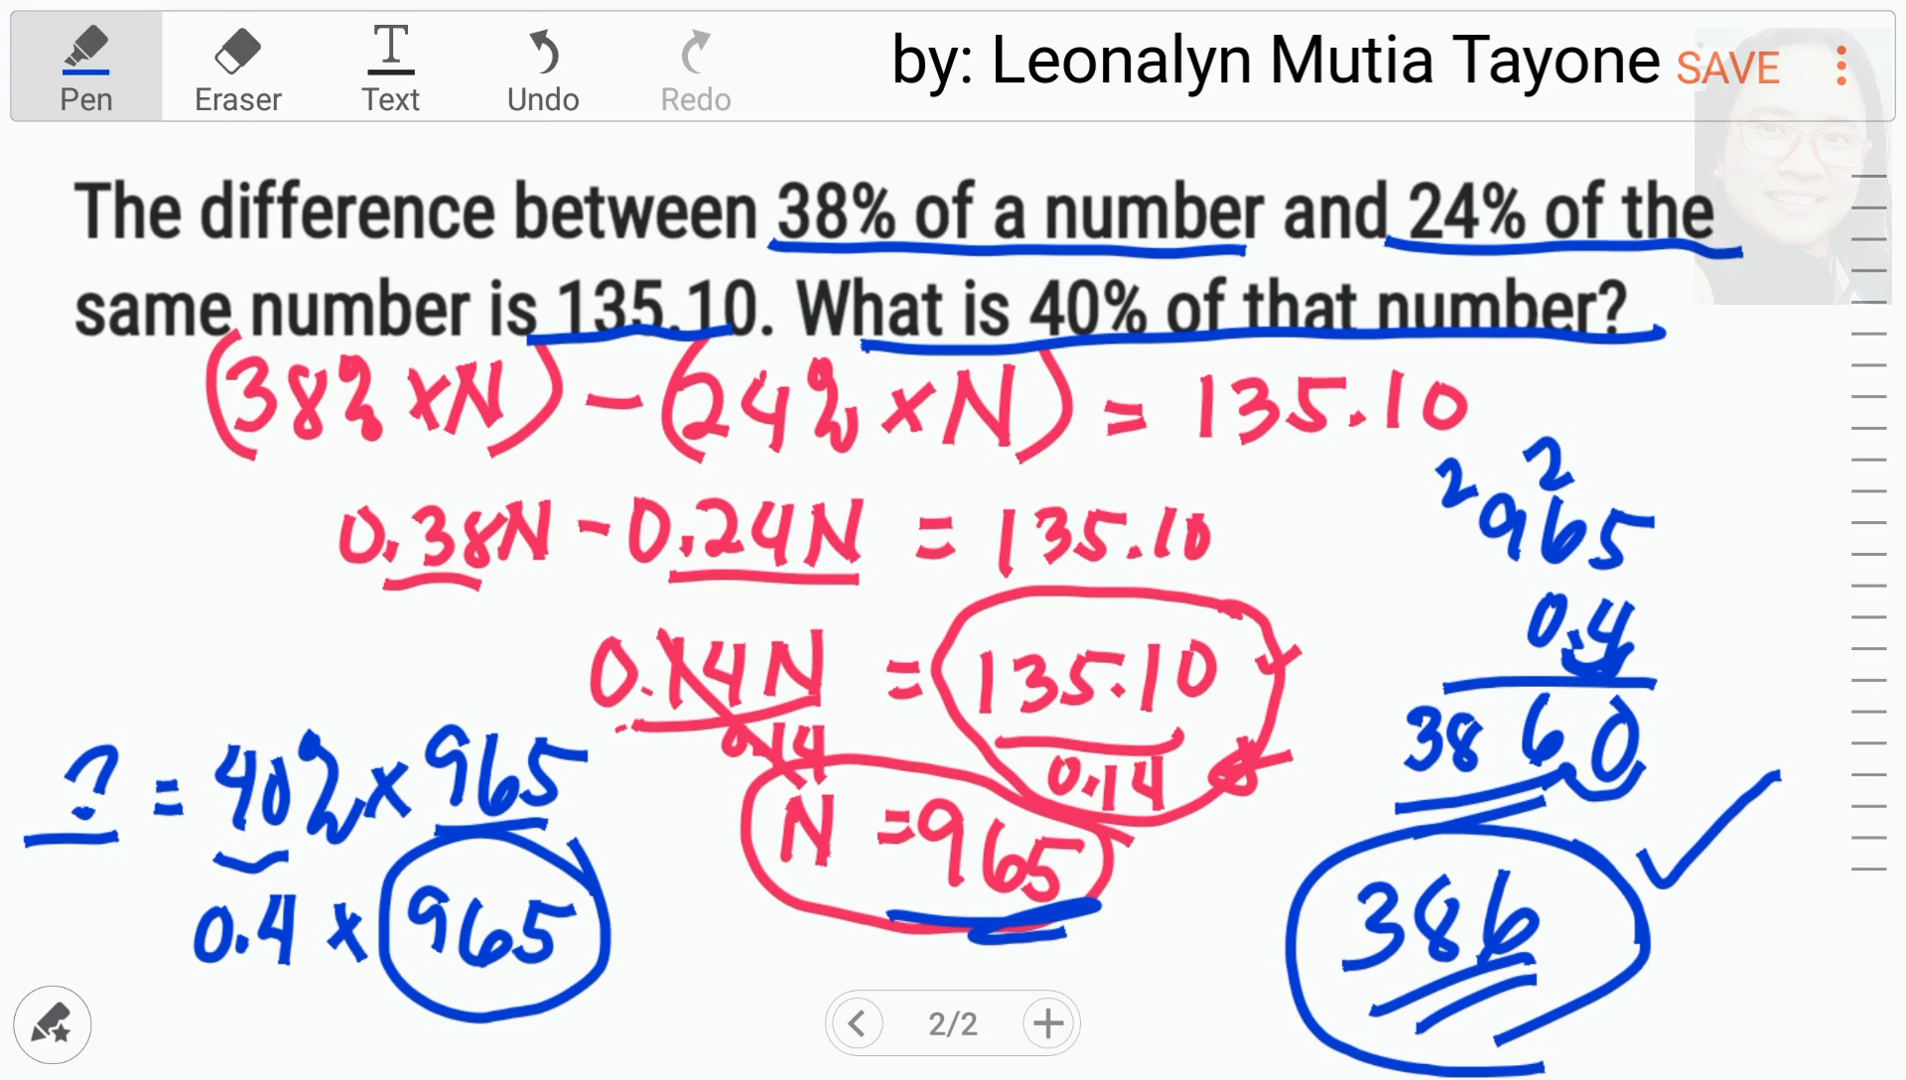 Pen Eraser Text Undo Redo by: Leonalyn Mutia Tayone SAVE
The difference between 38% of a number and 24% of the
same number is 135.10. What is 40% of that number?
(38% × N) - (24% × N) = 135.10
0.38N - 0.24N = 135.10
0.14N = 135.10
0.14 0.14
N = 965
? = 40% × 965
0.4 × 965
2 2
965
0.4
3860
386
2/2